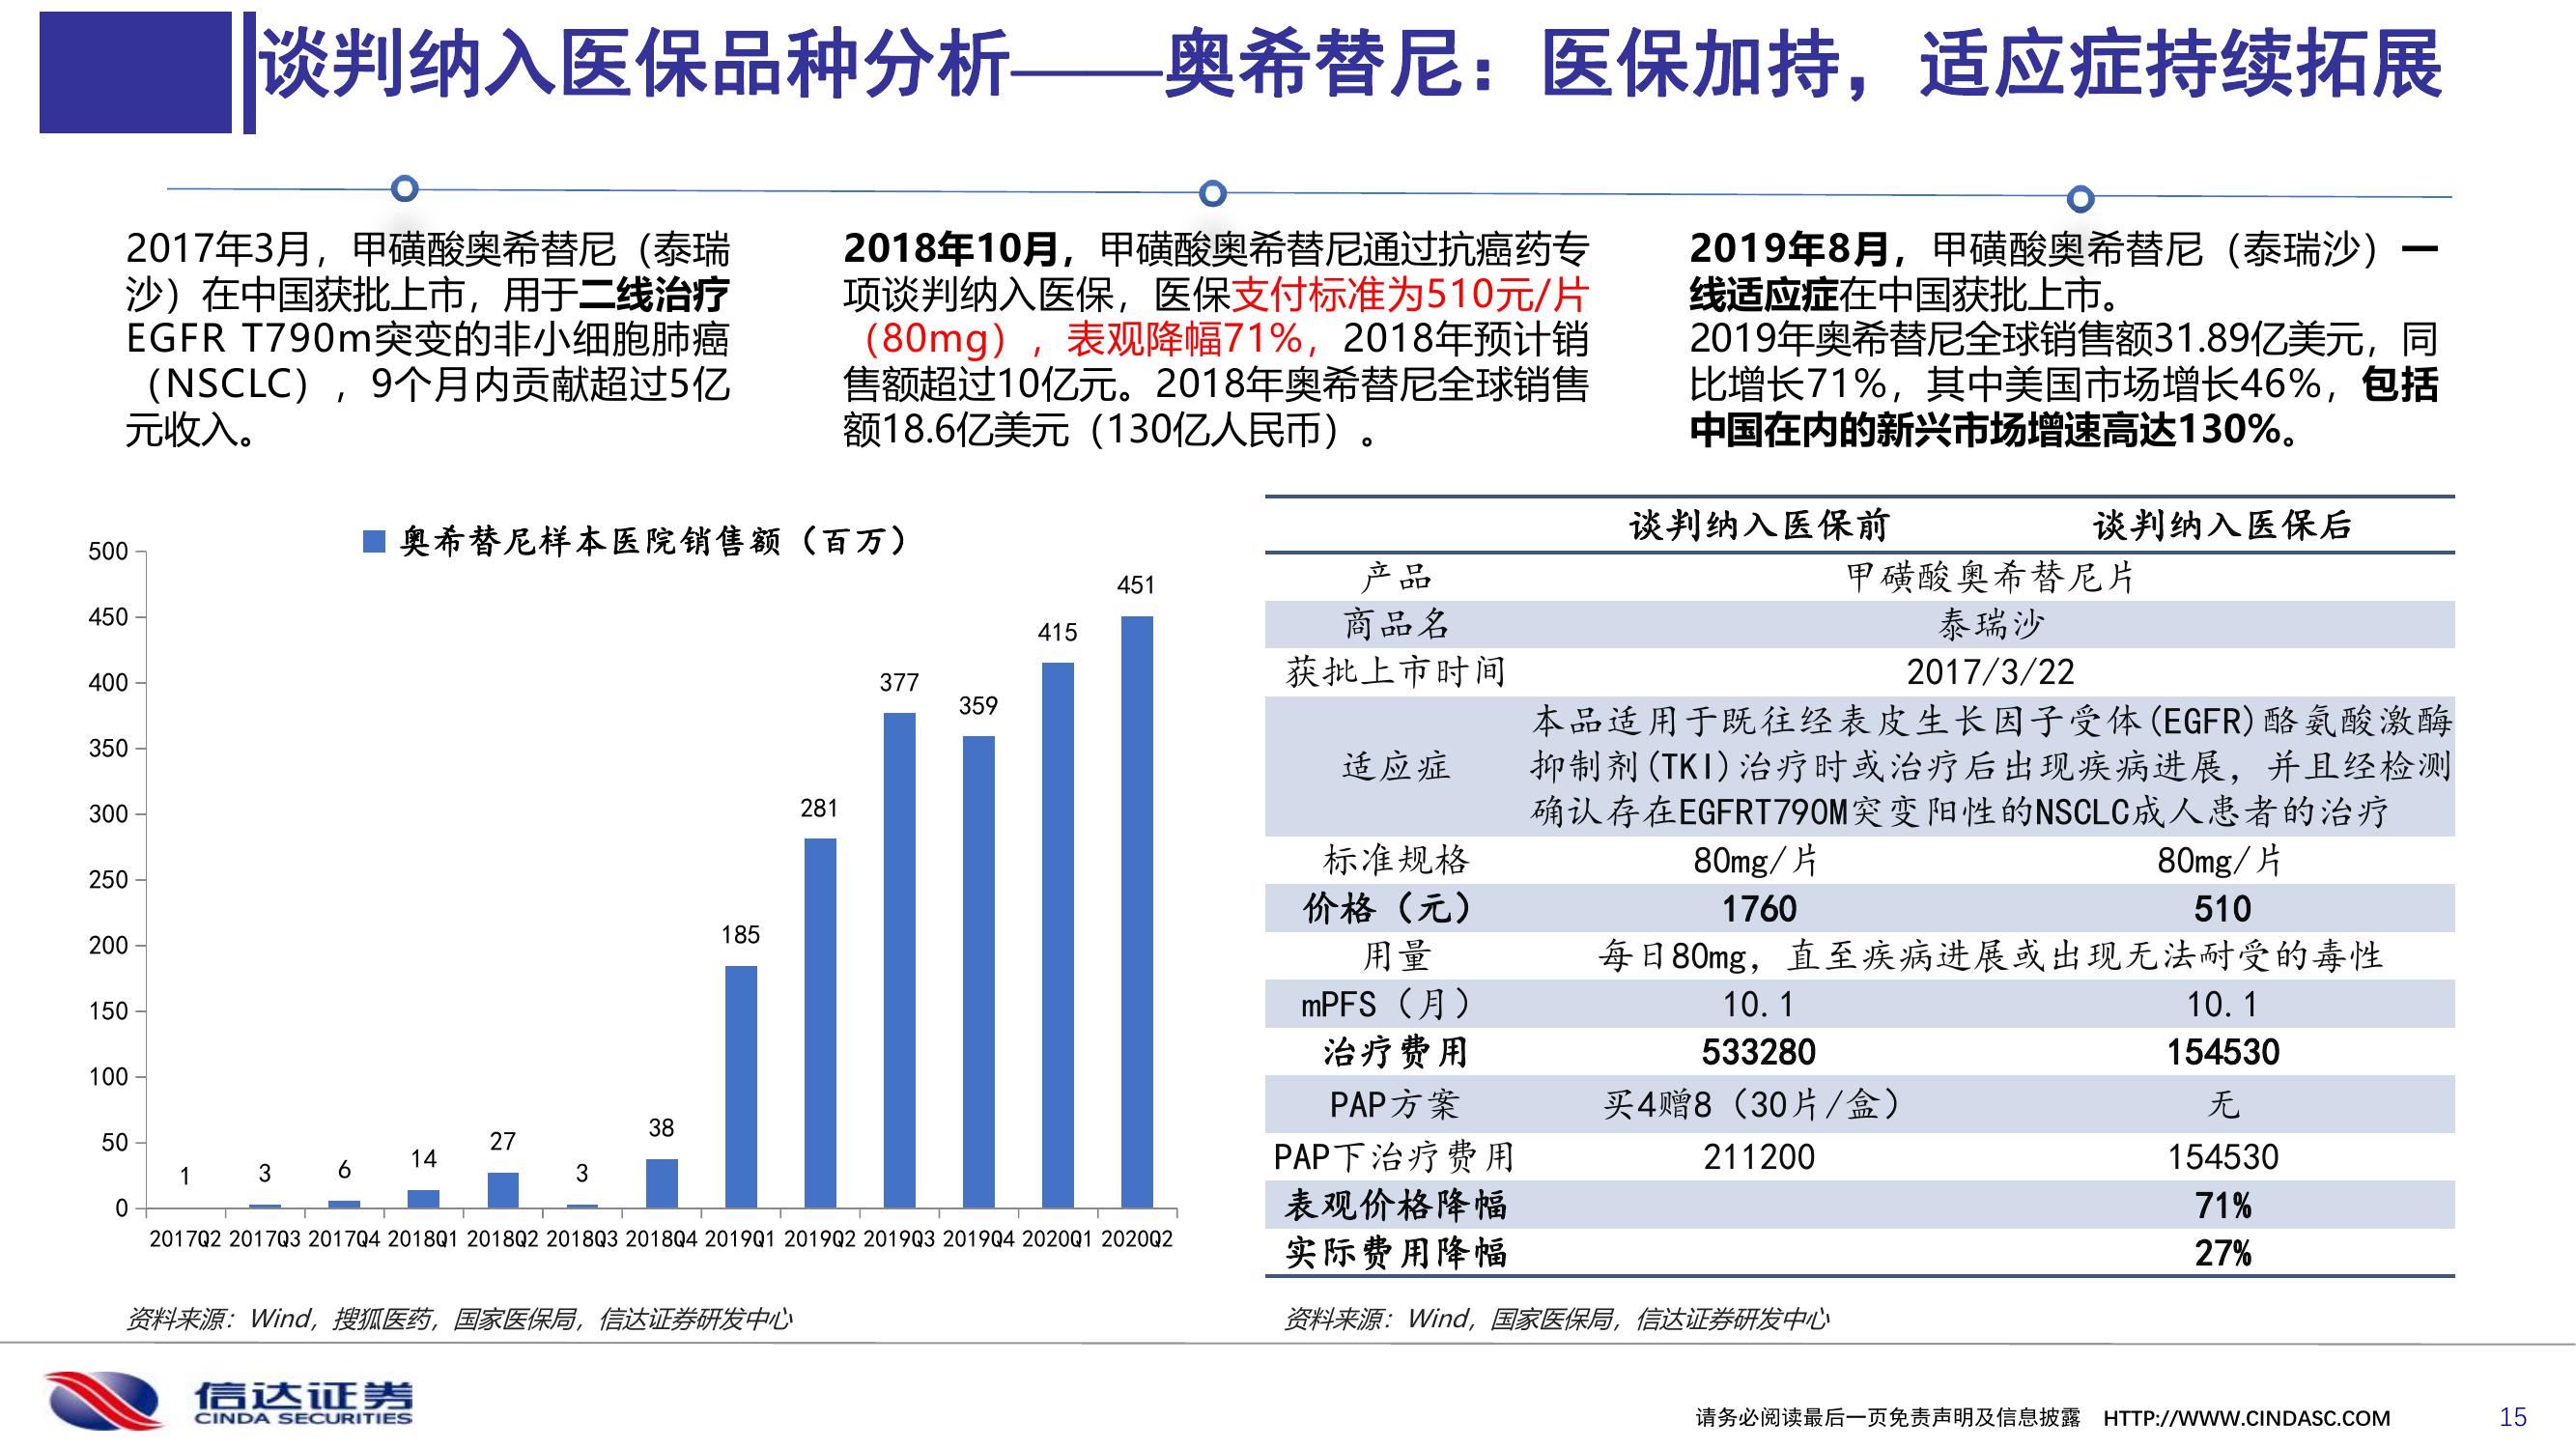 谈判纳入医保品种分析——奥希替尼：医保加持，适应症持续拓展
2017年3月，甲磺酸奥希替尼（泰瑞
沙）在中国获批上市，用于二线治疗
EGFR T790m突变的非小细胞肺癌
（NSCLC），9个月内贡献超过5亿
元收入。
2018年10月，甲磺酸奥希替尼通过抗癌药专
项谈判纳入医保，医保支付标准为510元/片
（80mg），表观降幅71%，2018年预计销
售额超过10亿元。2018年奥希替尼全球销售
额18.6亿美元（130亿人民币）。
2019年8月，甲磺酸奥希替尼（泰瑞沙）一
线适应症在中国获批上市。
2019年奥希替尼全球销售额31.89亿美元，同
比增长71%，其中美国市场增长46%，包括
中国在内的新兴市场增速高达130%。
奥希替尼样本医院销售额（百万）
500
450
400
350
300
250
200
150
100
50
0
1
3
6
14
27
3
38
185
281
377
359
415
451
2017Q2 2017Q3 2017Q4 2018Q1 2018Q2 2018Q3 2018Q4 2019Q1 2019Q2 2019Q3 2019Q4 2020Q1 2020Q2
资料来源：Wind，搜狐医药，国家医保局，信达证券研发中心
谈判纳入医保前 谈判纳入医保后
产品 甲磺酸奥希替尼片
商品名 泰瑞沙
获批上市时间 2017/3/22
适应症 本品适用于既往经表皮生长因子受体(EGFR)酪氨酸激酶
抑制剂(TKI)治疗时或治疗后出现疾病进展，并且经检测
确认存在EGFRT790M突变阳性的NSCLC成人患者的治疗
标准规格 80mg/片 80mg/片
价格（元） 1760 510
用量 每日80mg，直至疾病进展或出现无法耐受的毒性
mPFS（月） 10.1 10.1
治疗费用 533280 154530
PAP方案 买4赠8（30片/盒） 无
PAP下治疗费用 211200 154530
表观价格降幅 71%
实际费用降幅 27%
资料来源：Wind，国家医保局，信达证券研发中心
信达证券
CINDA SECURITIES
请务必阅读最后一页免责声明及信息披露 HTTP://WWW.CINDASC.COM 15